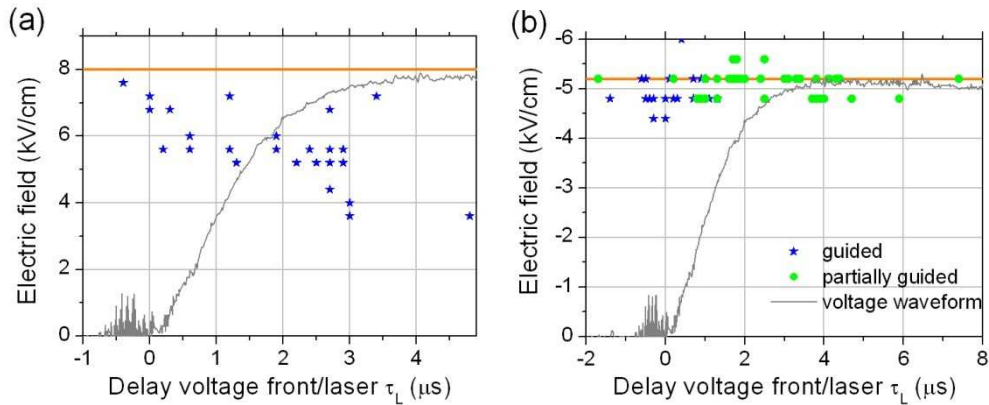 (a)
Electric field (kV/cm)
8
6
4
2
0
-1 0 1 2 3 4
Delay voltage front/laser τL (μs)
(b)
Electric field (kV/cm)
-6
-5
-4
-3
-2
-1
0
guided
partially guided
voltage waveform
-2 0 2 4 6 8
Delay voltage front/laser τL (μs)